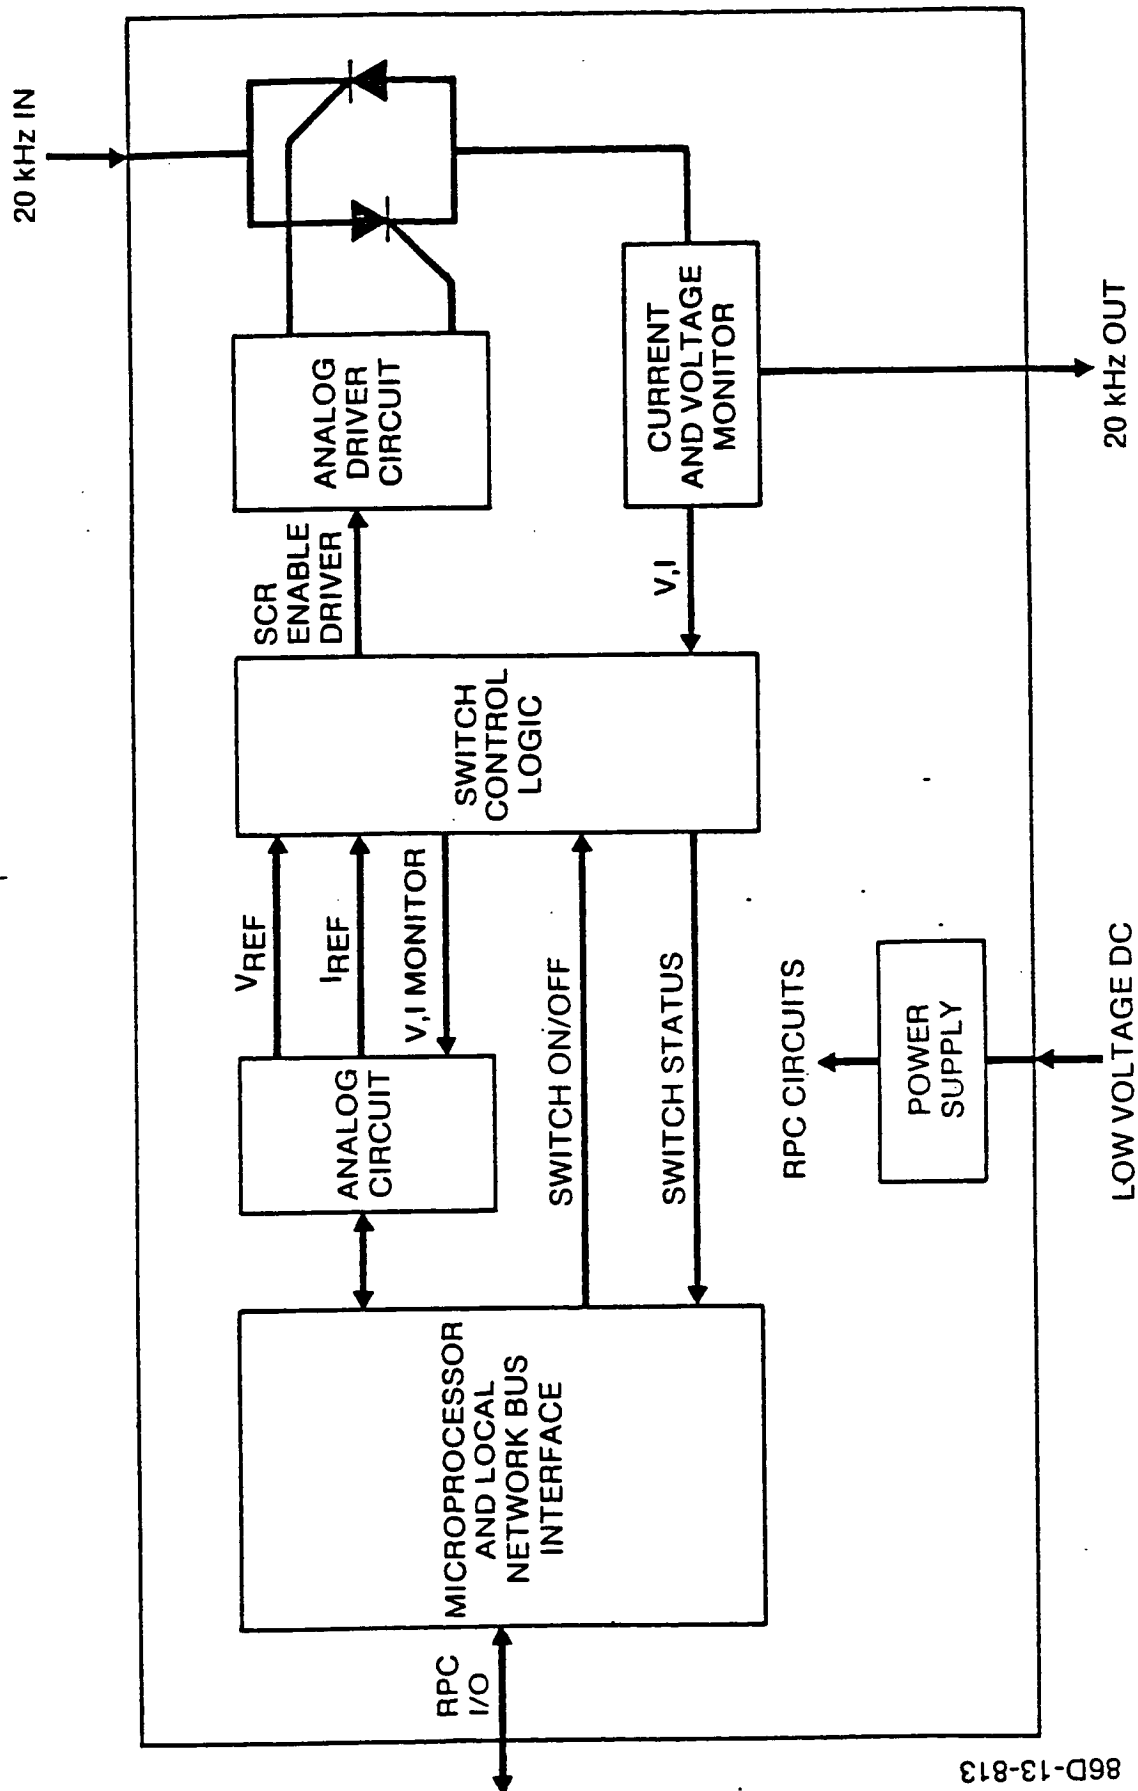 20 kHz IN
ANALOG
DRIVER
CIRCUIT
CURRENT
AND VOLTAGE
MONITOR
20 kHz OUT
SCR
ENABLE
DRIVER
V,I
SWITCH
CONTROL
LOGIC
VREF
IREF
V,I MONITOR
SWITCH ON/OFF
SWITCH STATUS
ANALOG
CIRCUIT
RPC CIRCUITS
POWER
SUPPLY
LOW VOLTAGE DC
MICROPROCESSOR
AND LOCAL
NETWORK BUS
INTERFACE
RPC
I/O
86D-13-813